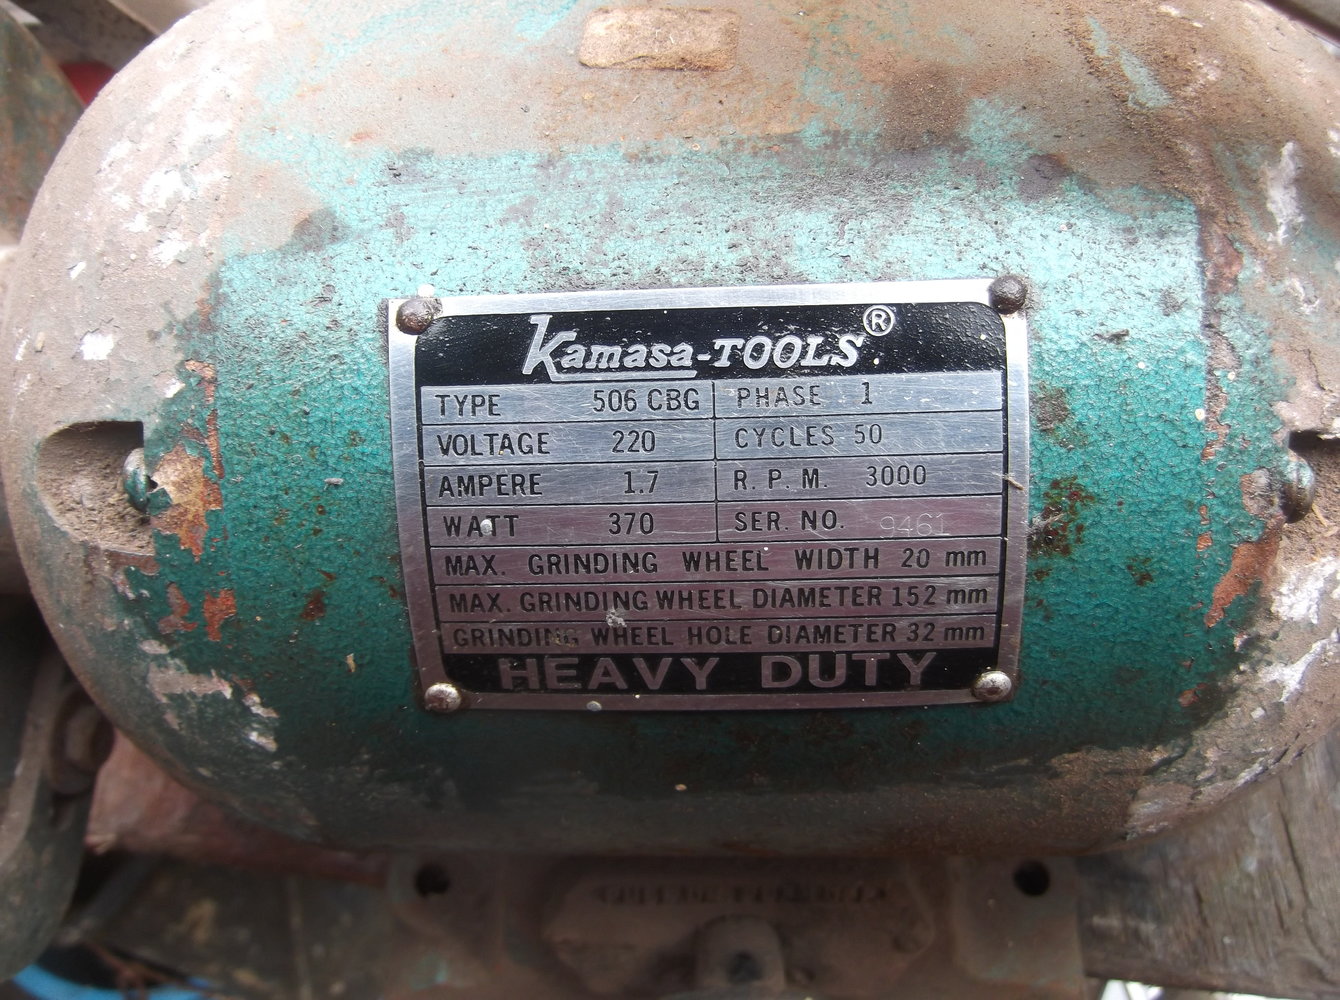 Kamasa-TOOLS®
TYPE 506 CBG PHASE 1
VOLTAGE 220 CYCLES 50
AMPERE 1.7 R. P. M. 3000
WATT 370 SER. NO. 9461
MAX. GRINDING WHEEL WIDTH 20 mm
MAX. GRINDING WHEEL DIAMETER 152 mm
GRINDING WHEEL HOLE DIAMETER 32 mm
HEAVY DUTY